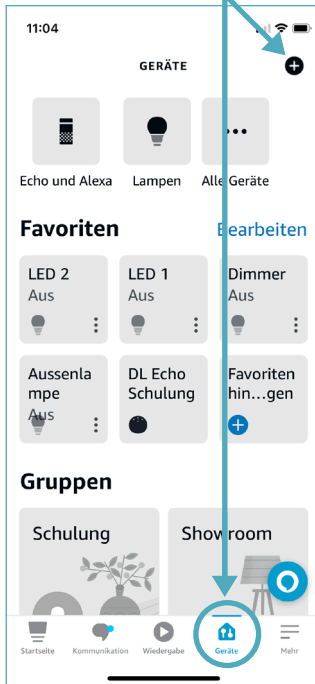 11:04
GERÄTE
Echo und Alexa Lampen Alle Geräte
Favoriten Bearbeiten
LED 2 LED 1 Dimmer
Aus Aus Aus
Aussenla DL Echo Favoriten
mpe Schulung hin...gen
Aus
Gruppen
Schulung Showroom
Startseite Kommunikation Wiedergabe Geräte Mehr